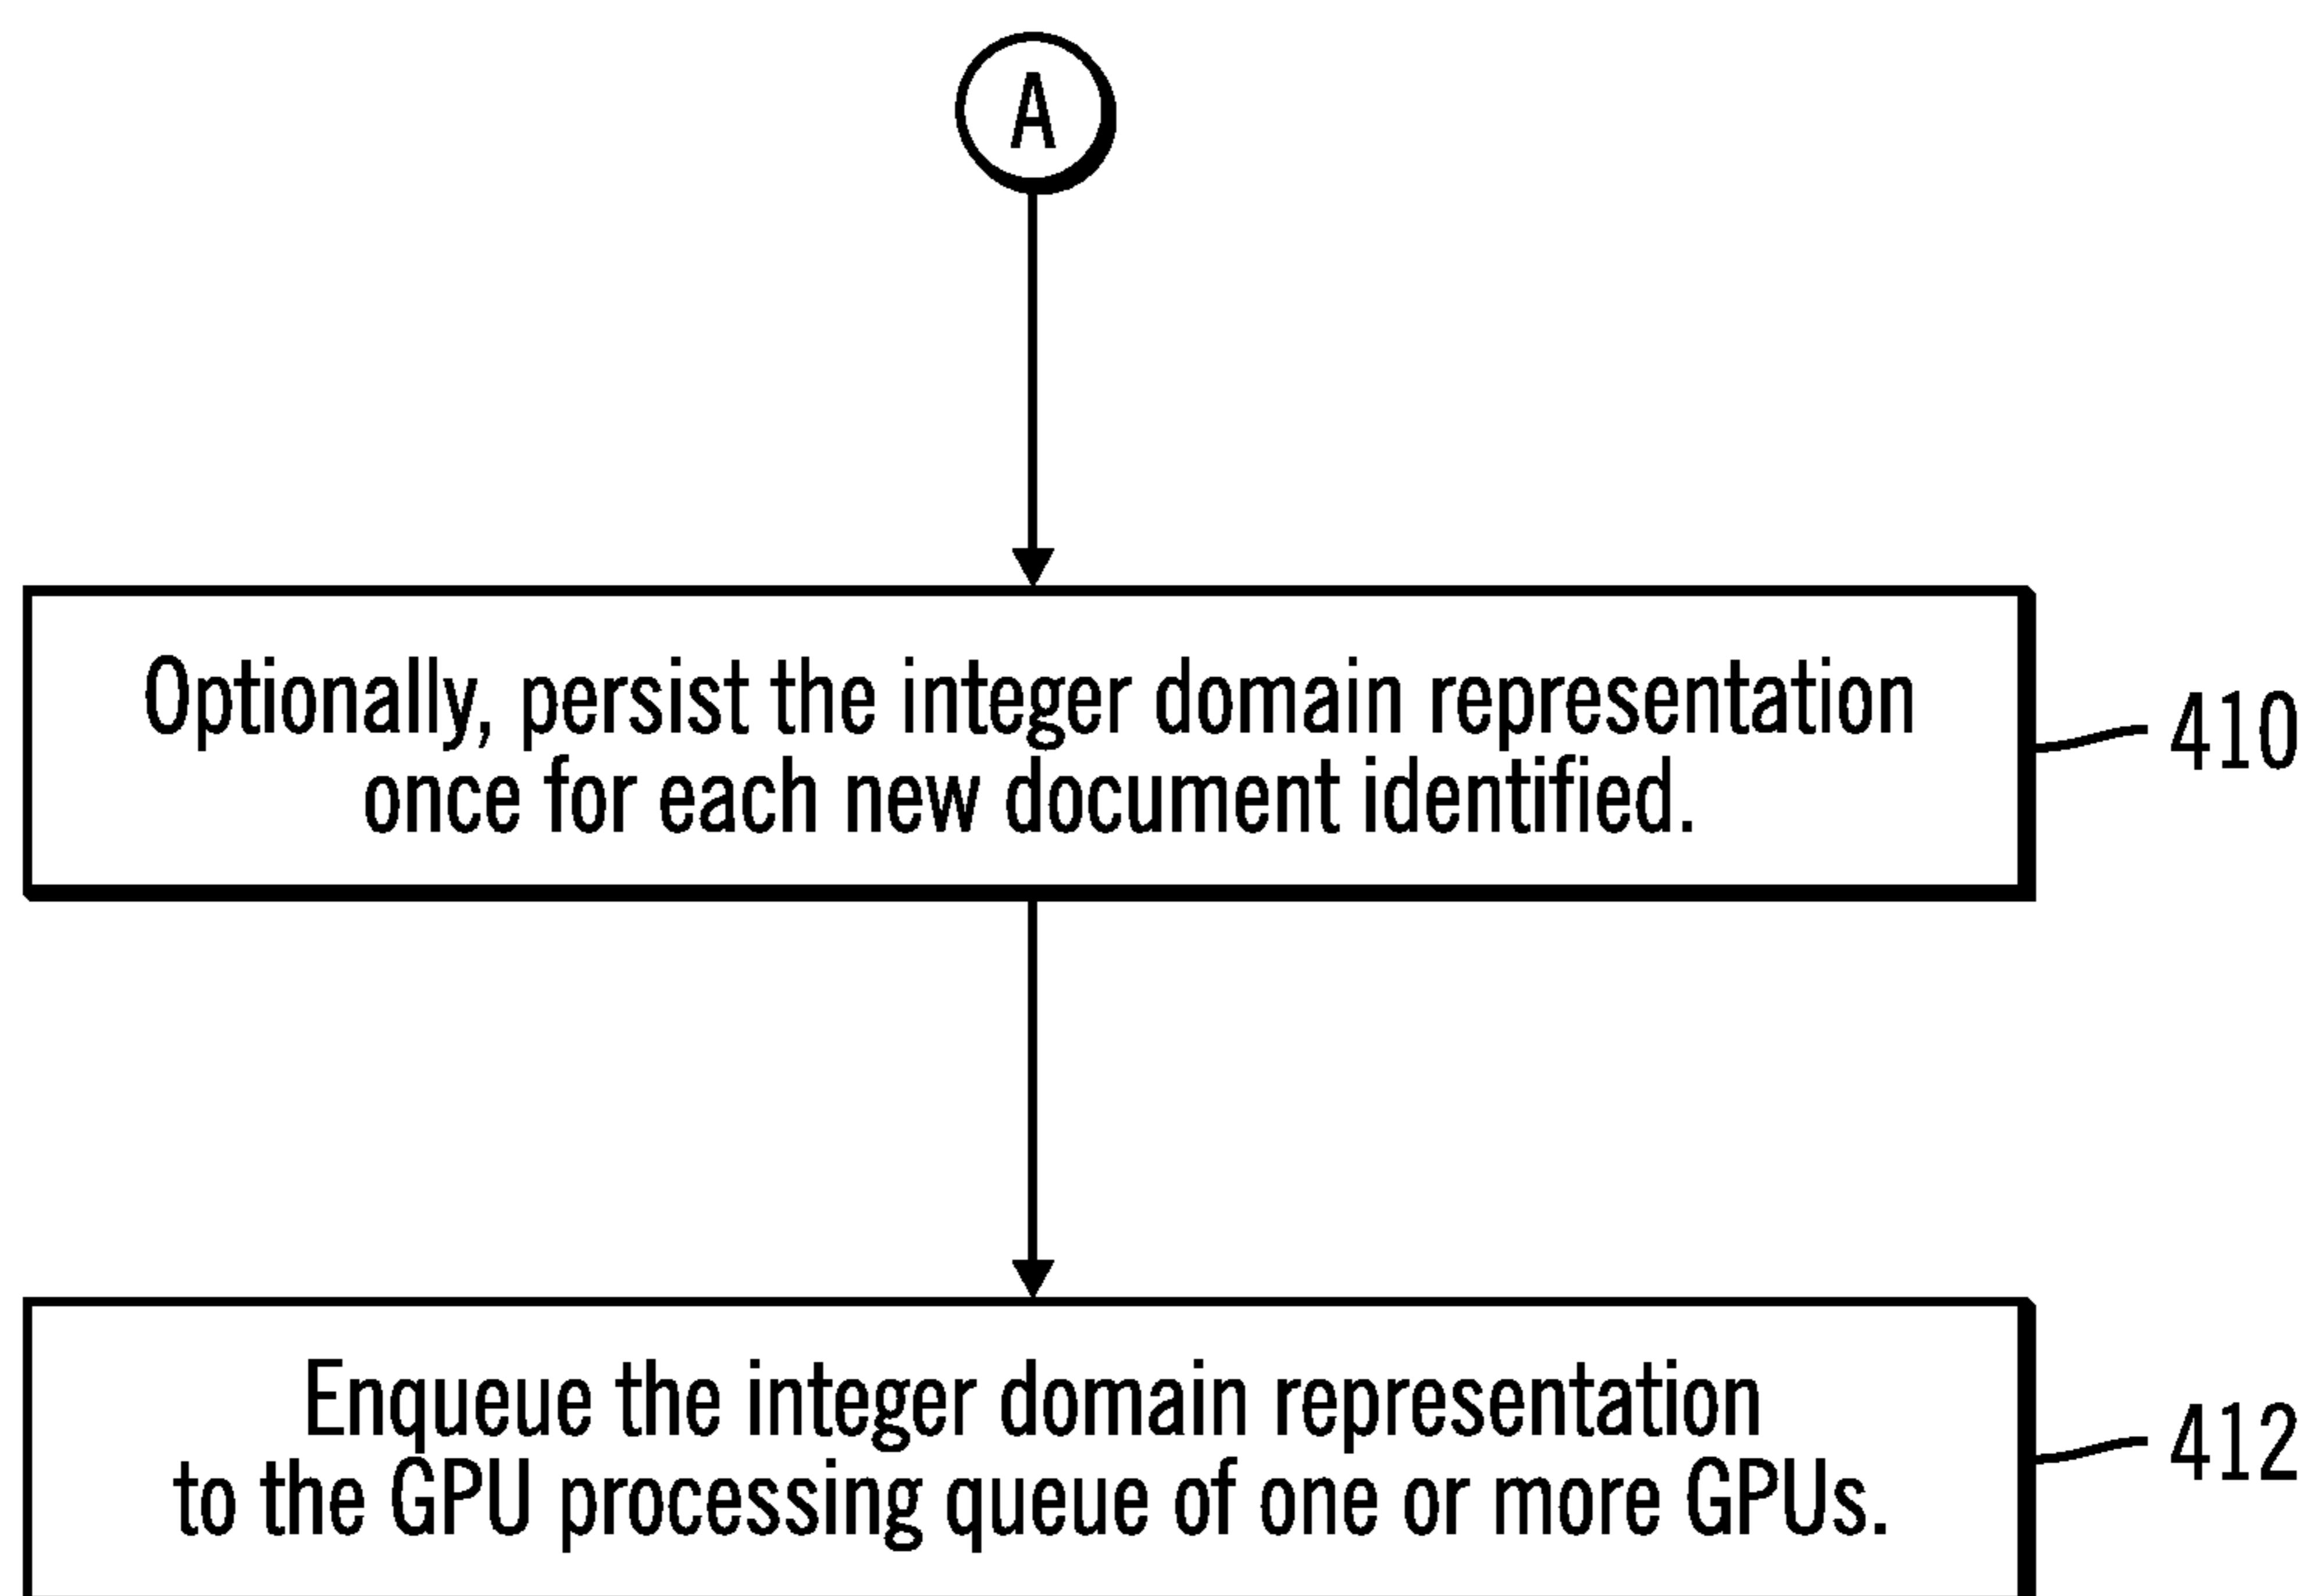 A
Optionally, persist the integer domain representation
once for each new document identified.
410
Enqueue the integer domain representation
to the GPU processing queue of one or more GPUs.
412